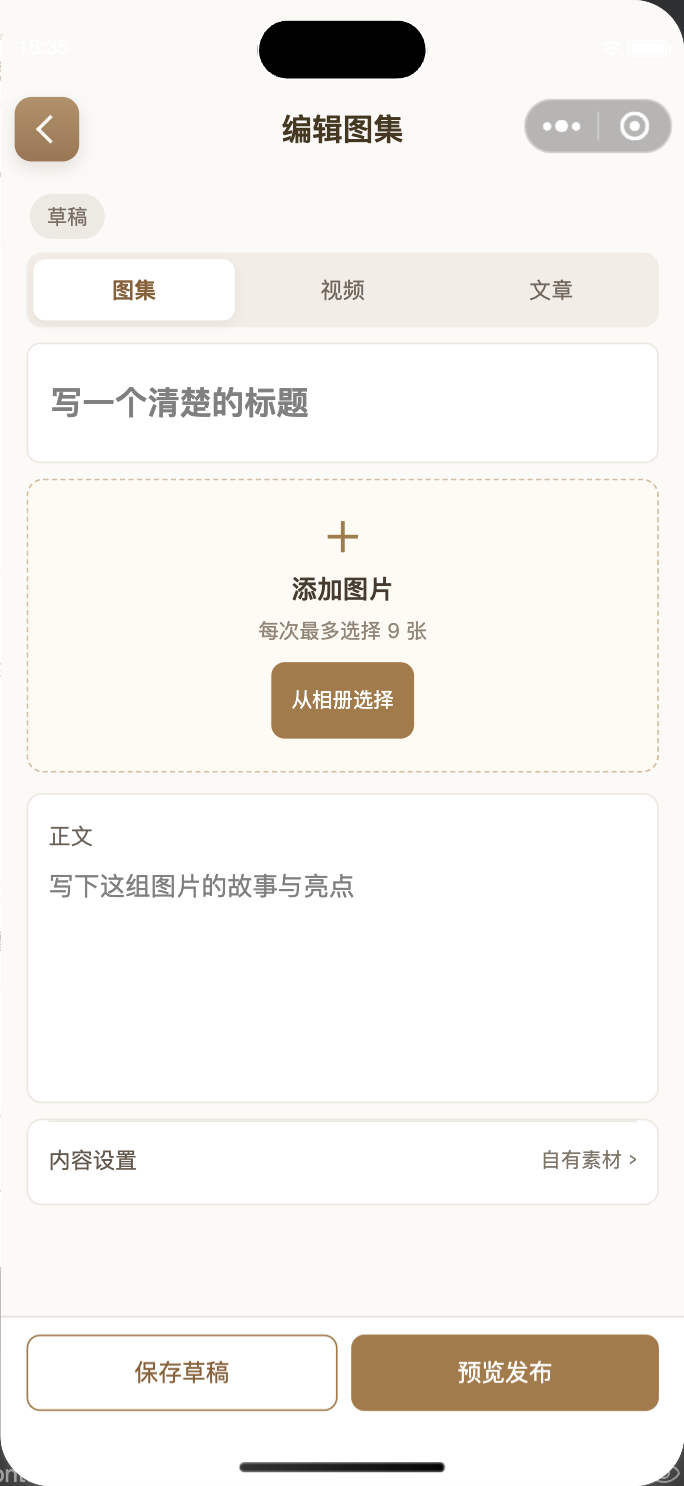 16:35
编辑图集
草稿
图集 视频 文章
写一个清楚的标题
添加图片
每次最多选择 9 张
从相册选择
正文
写下这组图片的故事与亮点
内容设置 自有素材 >
保存草稿 预览发布